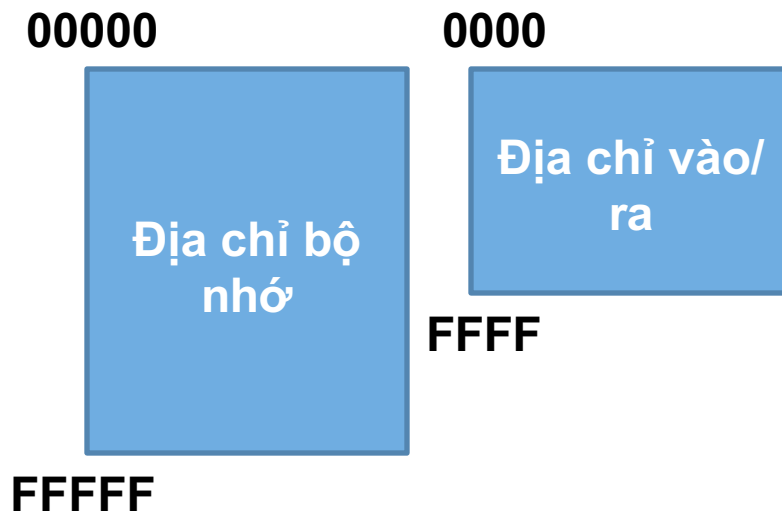 00000
0000
Địa chỉ bộ
nhớ
Địa chỉ vào/
ra
FFFF
FFFFF